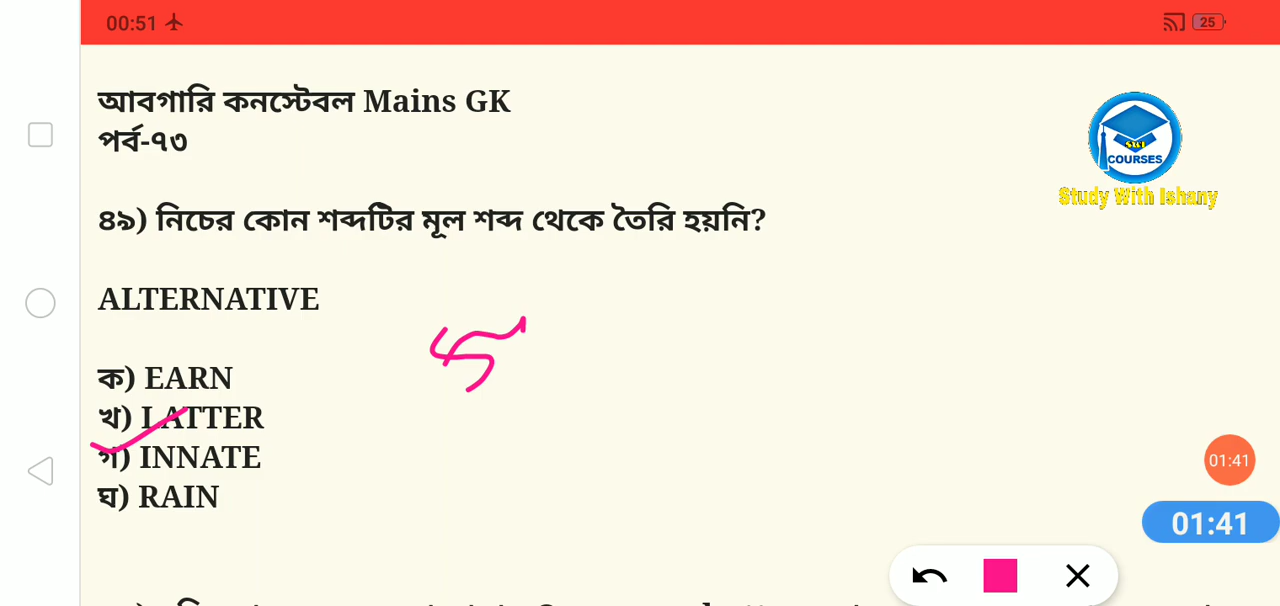 00:51
25
আবগারি কনস্টেবল Mains GK
পর্ব-৭৩
COURSES
Study With Ishany
৪৯) নিচের কোন শব্দটির মূল শব্দ থেকে তৈরি হয়নি?
ALTERNATIVE
ক) EARN
খ) LATTER
গ) INNATE
ঘ) RAIN
01:41
01:41